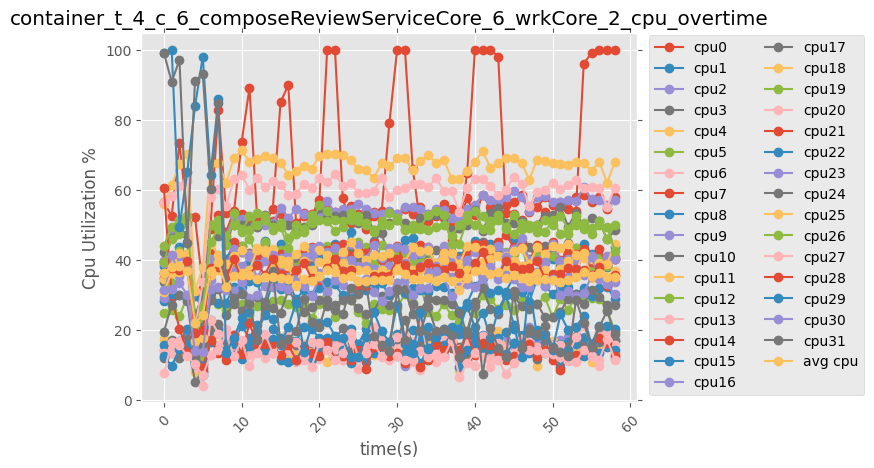 container_t_4_c_6_composeReviewServiceCore_6_wrkCore_2_cpu_overtime
Cpu Utilization %
100
80
60
40
20
0
0
10
20
30
40
50
60
time(s)
cpu0
cpu1
cpu2
cpu3
cpu4
cpu5
cpu6
cpu7
cpu8
cpu9
cpu10
cpu11
cpu12
cpu13
cpu14
cpu15
cpu16
cpu17
cpu18
cpu19
cpu20
cpu21
cpu22
cpu23
cpu24
cpu25
cpu26
cpu27
cpu28
cpu29
cpu30
cpu31
avg cpu